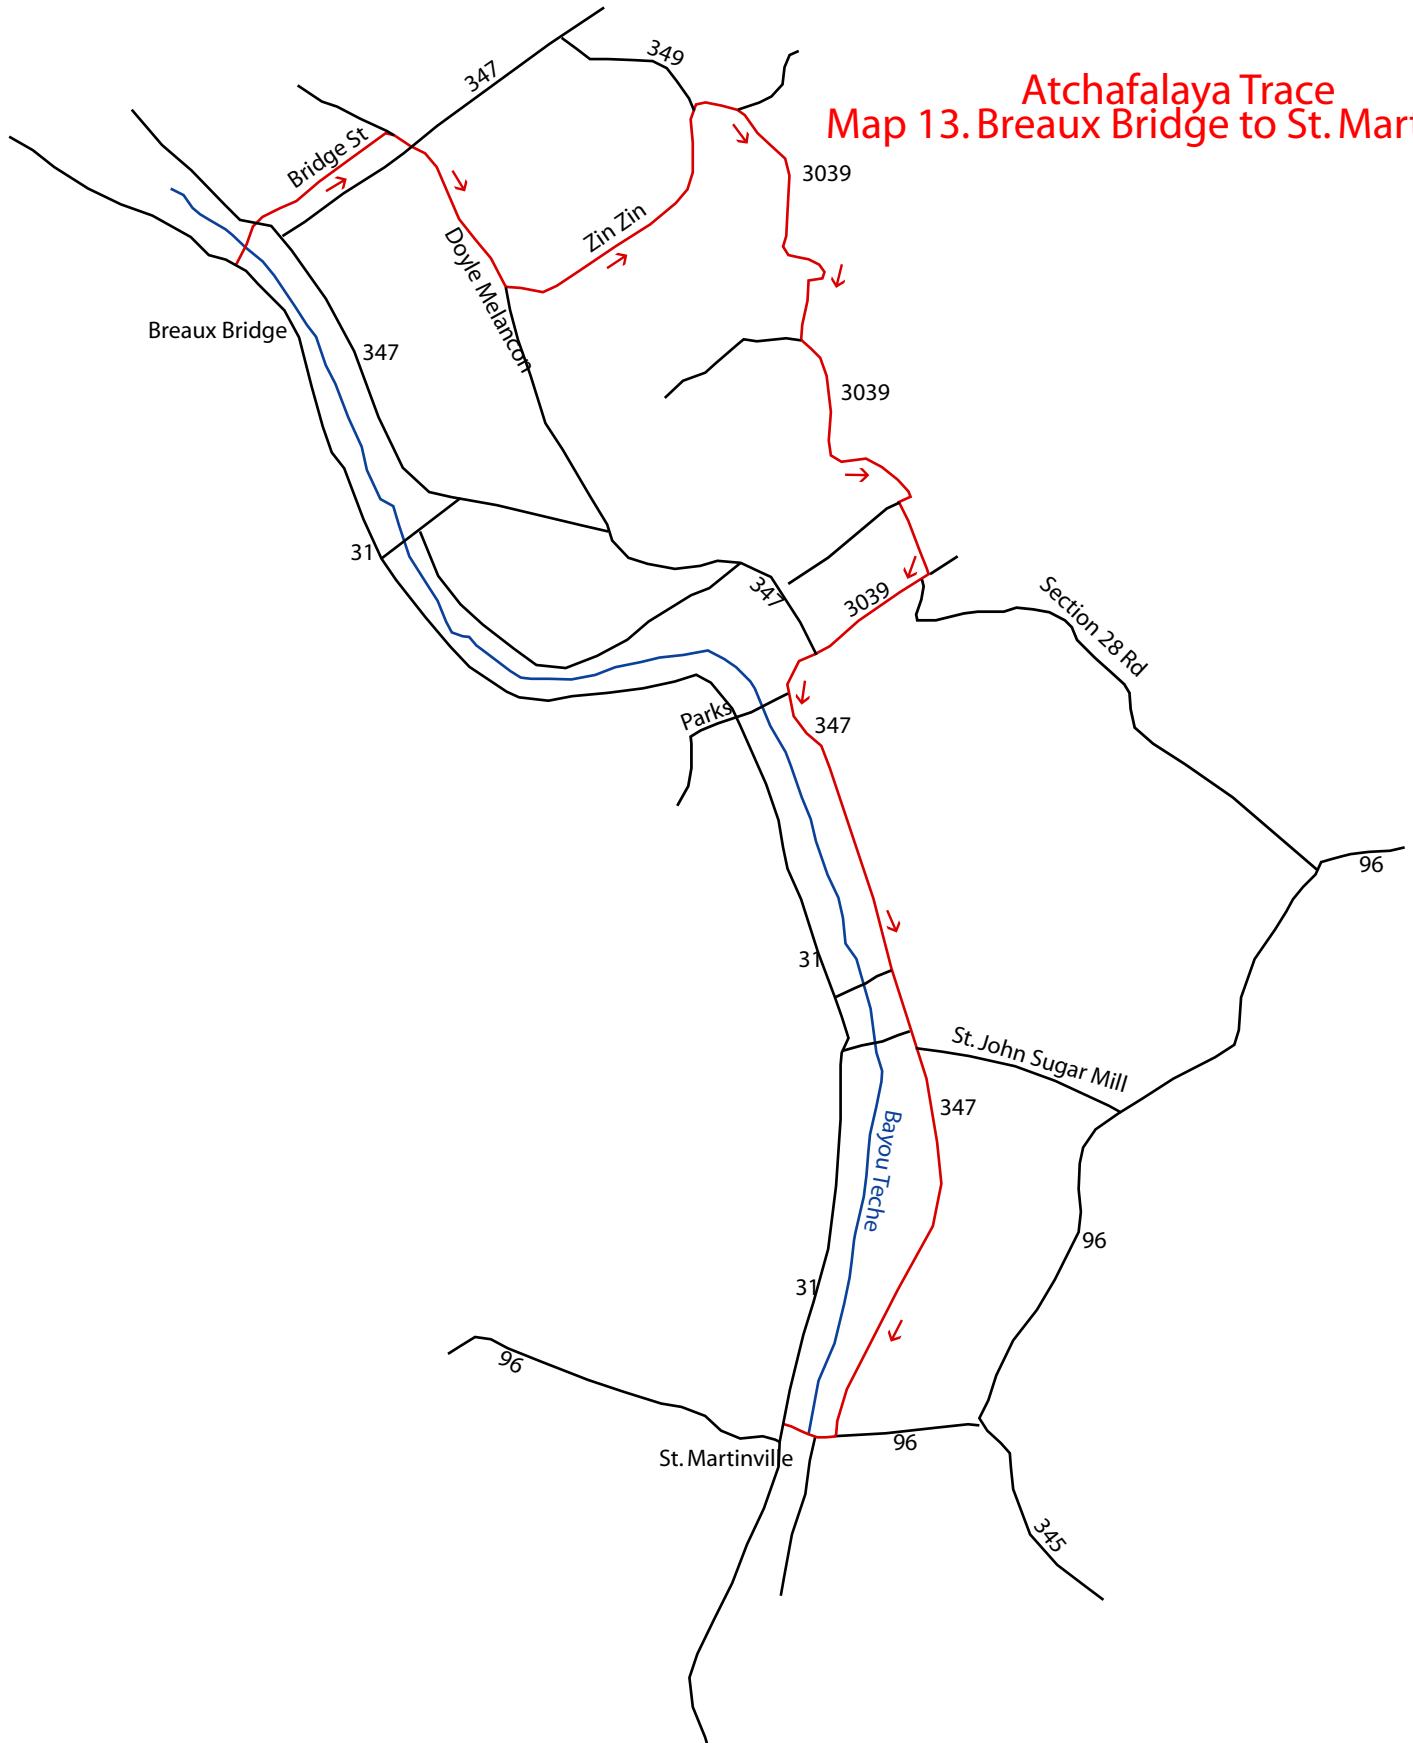 349
347
Atchafalaya Trace
Map 13. Breaux Bridge to St. Mart
Bridge St
3039
Zin Zin
Doyle Melancon
Breaux Bridge
347
3039
31
347
3039
Section 28 Rd
Parks
347
96
31
St. John Sugar Mill
347
Bayou Teche
96
31
96
96
St. Martinville
345